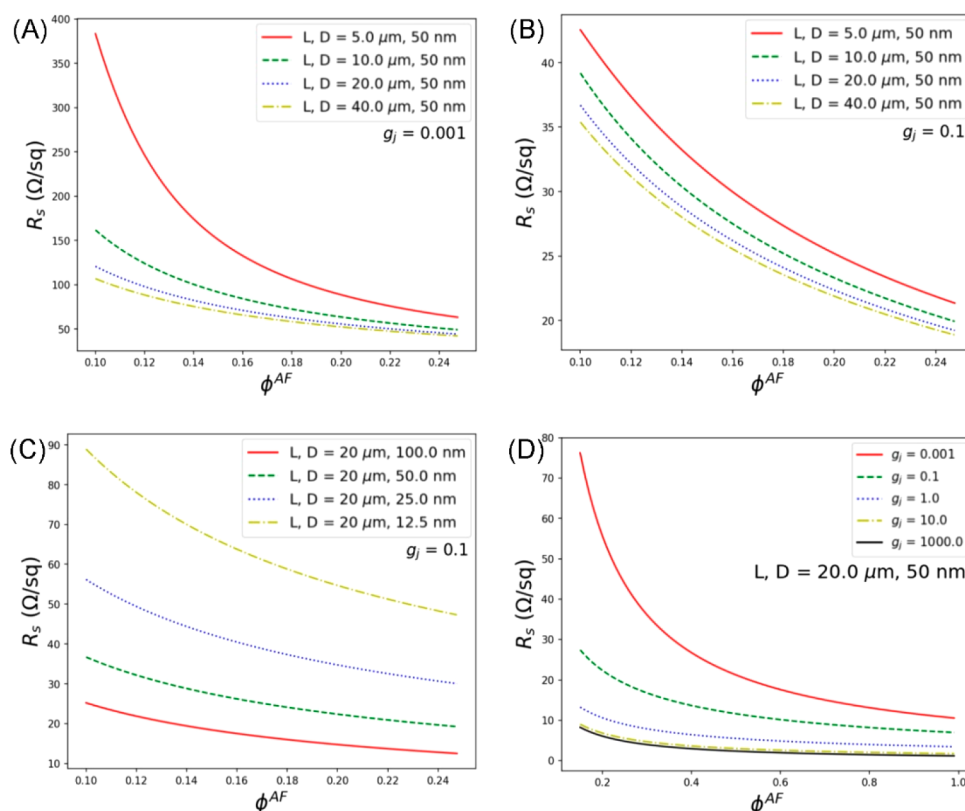 (A)
400
350
300
250
200
150
100
50
R_s (Ω/sq)
L, D = 5.0 μm, 50 nm
L, D = 10.0 μm, 50 nm
L, D = 20.0 μm, 50 nm
L, D = 40.0 μm, 50 nm
g_j = 0.001
0.10 0.12 0.14 0.16 0.18 0.20 0.22 0.24
ϕ^AF
(B)
40
35
30
25
20
R_s (Ω/sq)
L, D = 5.0 μm, 50 nm
L, D = 10.0 μm, 50 nm
L, D = 20.0 μm, 50 nm
L, D = 40.0 μm, 50 nm
g_j = 0.1
0.10 0.12 0.14 0.16 0.18 0.20 0.22 0.24
ϕ^AF
(C)
90
80
70
60
50
40
30
20
10
R_s (Ω/sq)
L, D = 20 μm, 100.0 nm
L, D = 20 μm, 50.0 nm
L, D = 20 μm, 25.0 nm
L, D = 20 μm, 12.5 nm
g_j = 0.1
0.10 0.12 0.14 0.16 0.18 0.20 0.22 0.24
ϕ^AF
(D)
80
70
60
50
40
30
20
10
0
R_s (Ω/sq)
g_j = 0.001
g_j = 0.1
g_j = 1.0
g_j = 10.0
g_j = 1000.0
L, D = 20.0 μm, 50 nm
0.2 0.4 0.6 0.8 1.0
ϕ^AF